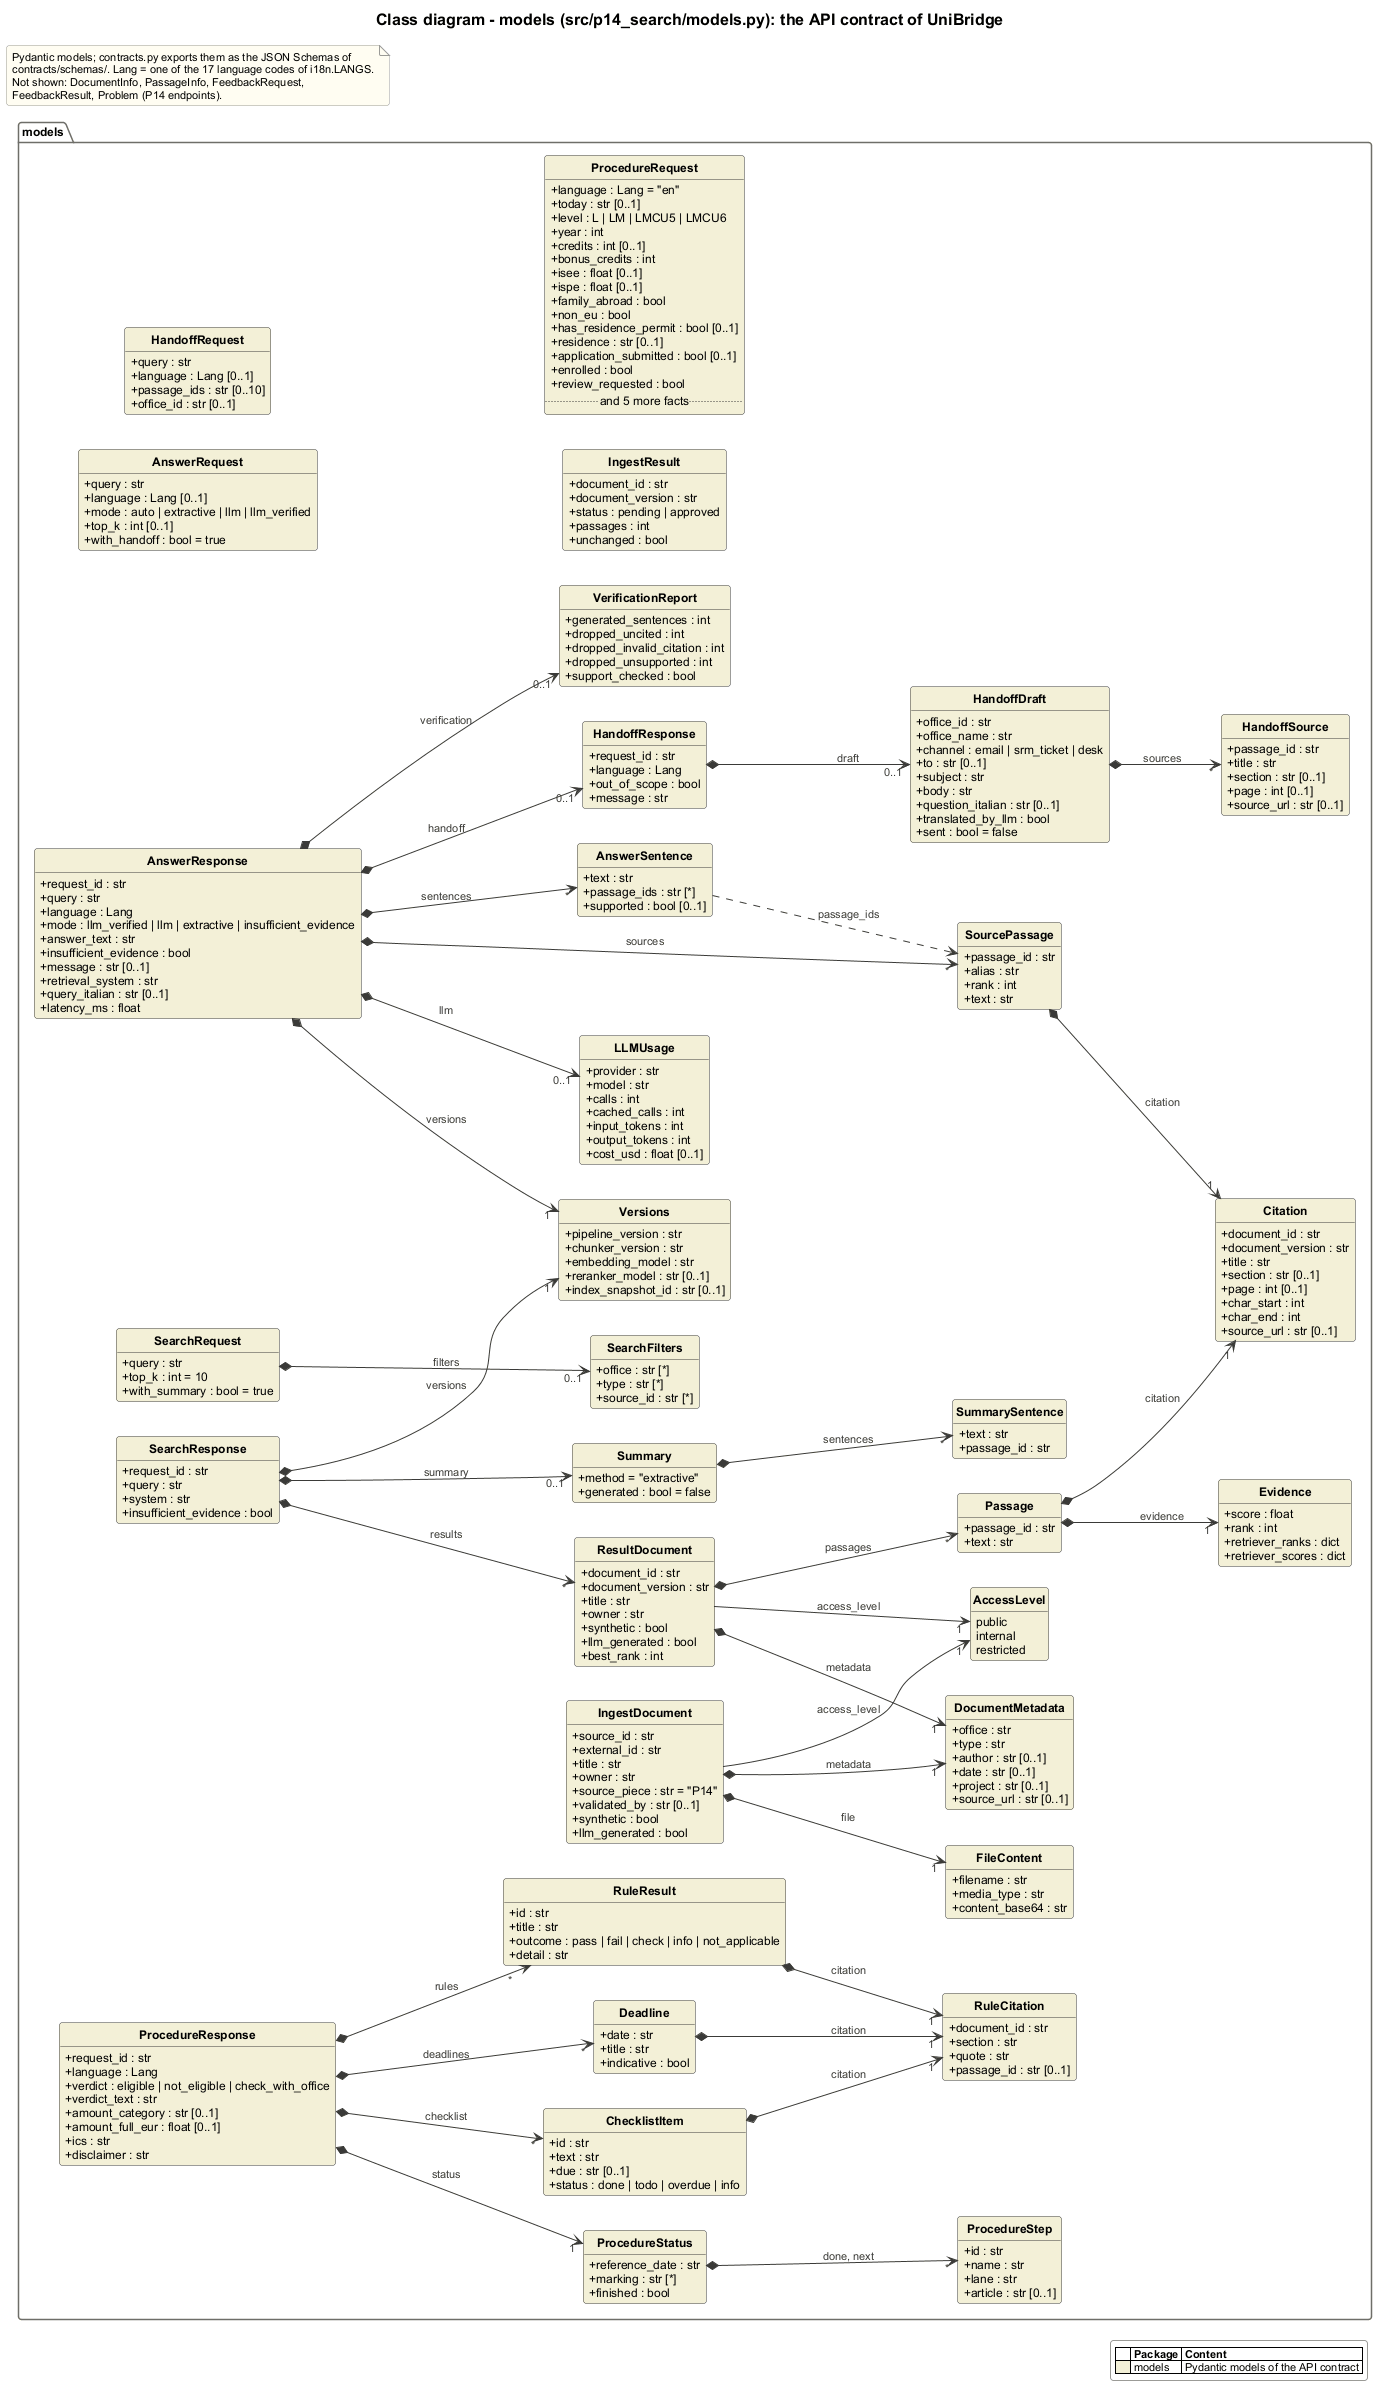 Class diagram - models (src/p14_search/models.py): the API contract of UniBridge
Pydantic models; contracts.py exports them as the JSON Schemas of
contracts/schemas/. Lang = one of the 17 language codes of i18n.LANGS.
Not shown: DocumentInfo, PassageInfo, FeedbackRequest,
FeedbackResult, Problem (P14 endpoints).
models
ProcedureRequest
+language : Lang = "en"
+today : str [0..1]
+level : L | LM | LMCU5 | LMCU6
+year : int
+credits : int [0..1]
+bonus_credits : int
+isee : float [0..1]
+ispe : float [0..1]
+family_abroad : bool
+non_eu : bool
+has_residence_permit : bool [0..1]
+residence : str [0..1]
+application_submitted : bool [0..1]
+enrolled : bool
+review_requested : bool
and 5 more facts
HandoffRequest
+query : str
+language : Lang [0..1]
+passage_ids : str [0..10]
+office_id : str [0..1]
AnswerRequest
+query : str
+language : Lang [0..1]
+mode : auto | extractive | llm | llm_verified
+top_k : int [0..1]
+with_handoff : bool = true
IngestResult
+document_id : str
+document_version : str
+status : pending | approved
+passages : int
+unchanged : bool
VerificationReport
+generated_sentences : int
+dropped_uncited : int
+dropped_invalid_citation : int
+dropped_unsupported : int
+support_checked : bool
0..1
verification
HandoffResponse
+request_id : str
+language : Lang
+out_of_scope : bool
+message : str
0..1
handoff
draft
0..1
HandoffDraft
+office_id : str
+office_name : str
+channel : email | srm_ticket | desk
+to : str [0..1]
+subject : str
+body : str
+question_italian : str [0..1]
+translated_by_llm : bool
+sent : bool = false
sources
*
HandoffSource
+passage_id : str
+title : str
+section : str [0..1]
+page : int [0..1]
+source_url : str [0..1]
AnswerResponse
+request_id : str
+query : str
+language : Lang
+mode : llm_verified | llm | extractive | insufficient_evidence
+answer_text : str
+insufficient_evidence : bool
+message : str [0..1]
+retrieval_system : str
+query_italian : str [0..1]
+latency_ms : float
sentences
*
AnswerSentence
+text : str
+passage_ids : str [*]
+supported : bool [0..1]
passage_ids
sources
*
SourcePassage
+passage_id : str
+alias : str
+rank : int
+text : str
llm
0..1
LLMUsage
+provider : str
+model : str
+calls : int
+cached_calls : int
+input_tokens : int
+output_tokens : int
+cost_usd : float [0..1]
citation
1
versions
1
Versions
+pipeline_version : str
+chunker_version : str
+embedding_model : str
+reranker_model : str [0..1]
+index_snapshot_id : str [0..1]
Citation
+document_id : str
+document_version : str
+title : str
+section : str [0..1]
+page : int [0..1]
+char_start : int
+char_end : int
+source_url : str [0..1]
1
1
SearchRequest
+query : str
+top_k : int = 10
+with_summary : bool = true
filters
0..1
SearchFilters
+office : str [*]
+type : str [*]
+source_id : str [*]
versions
citation
SearchResponse
+request_id : str
+query : str
+system : str
+insufficient_evidence : bool
summary
0..1
Summary
+method = "extractive"
+generated : bool = false
sentences
*
SummarySentence
+text : str
+passage_id : str
Passage
+passage_id : str
+text : str
evidence
1
Evidence
+score : float
+rank : int
+retriever_ranks : dict
+retriever_scores : dict
results
*
ResultDocument
+document_id : str
+document_version : str
+title : str
+owner : str
+synthetic : bool
+llm_generated : bool
+best_rank : int
passages
*
access_level
1
AccessLevel
public
internal
restricted
1
metadata
access_level
1
DocumentMetadata
+office : str
+type : str
+author : str [0..1]
+date : str [0..1]
+project : str [0..1]
+source_url : str [0..1]
IngestDocument
+source_id : str
+external_id : str
+title : str
+owner : str
+source_piece : str = "P14"
+validated_by : str [0..1]
+synthetic : bool
+llm_generated : bool
metadata
1
file
1
FileContent
+filename : str
+media_type : str
+content_base64 : str
RuleResult
+id : str
+title : str
+outcome : pass | fail | check | info | not_applicable
+detail : str
rules
*
citation
1
RuleCitation
+document_id : str
+section : str
+quote : str
+passage_id : str [0..1]
Deadline
+date : str
+title : str
+indicative : bool
citation
1
citation
1
ProcedureResponse
+request_id : str
+language : Lang
+verdict : eligible | not_eligible | check_with_office
+verdict_text : str
+amount_category : str [0..1]
+amount_full_eur : float [0..1]
+ics : str
+disclaimer : str
deadlines
*
checklist
*
ChecklistItem
+id : str
+text : str
+due : str [0..1]
+status : done | todo | overdue | info
status
1
ProcedureStatus
+reference_date : str
+marking : str [*]
+finished : bool
done, next
*
ProcedureStep
+id : str
+name : str
+lane : str
+article : str [0..1]
Package Content
models Pydantic models of the API contract